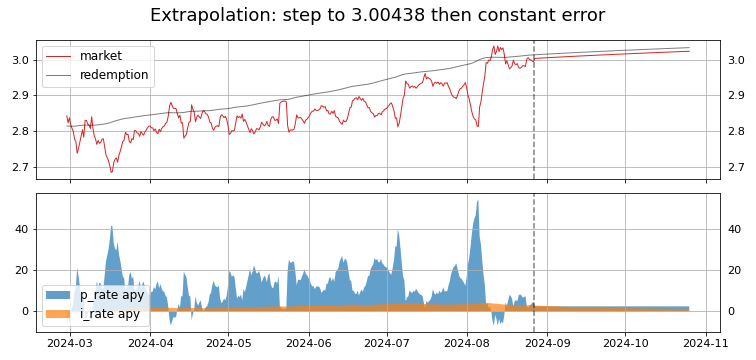 Extrapolation: step to 3.00438 then constant error
market
redemption
3.0 3.0
2.9 2.9
2.8 2.8
2.7 2.7
40 40
20 20
p_rate apy
i_rate apy
0 0
2024-03 2024-04 2024-05 2024-06 2024-07 2024-08 2024-09 2024-10 2024-11